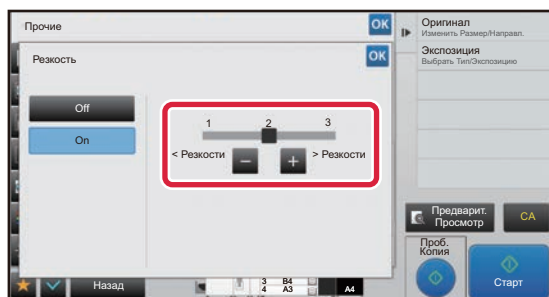 Прочие
OK
Резкость
OK
Off
On
1 2 3
< Резкости − + > Резкости
Назад
3 B4
4 A3
A4
Оригинал
Изменить Размер/Направл.
Экспозиция
Выбрать Тип/Экспозицию
Предварит.
Просмотр
CA
Проб.
Копия
Старт